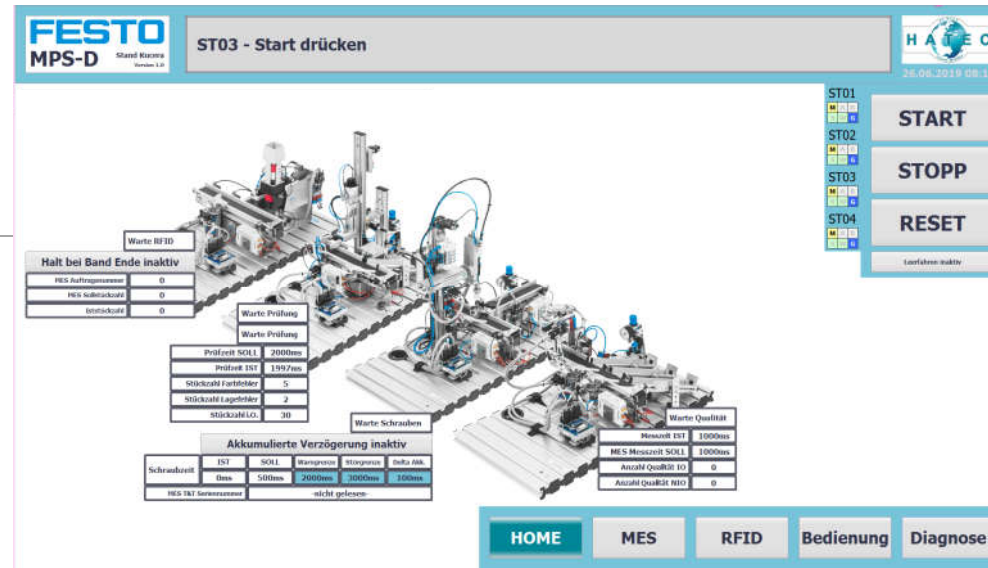 FESTO
MPS-D
Stand Kucera
Version 1.0
ST03 - Start drücken
HATEC
26.06.2019 08:1
ST01
ST02
ST03
ST04
START
STOPP
RESET
Leerfahren inaktiv
Warte RFID
Halt bei Band Ende inaktiv
MES Auftragsnummer 0
MES Sollstückzahl 0
Iststückzahl 0
Warte Prüfung
Warte Prüfung
Prüfzeit SOLL 2000ms
Prüfzeit IST 1997ms
Stückzahl Farbfehler 5
Stückzahl Lagefehler 2
Stückzahl i.O. 30
Warte Schrauben
Akkumulierte Verzögerung inaktiv
Schraubzeit
IST SOLL Warngrenze Störgrenze Delta Akk.
0ms 500ms 2000ms 3000ms 100ms
MES T&T Seriennummer -nicht gelesen-
Warte Qualität
Messzeit IST 1000ms
MES Messzeit SOLL 1000ms
Anzahl Qualität IO 0
Anzahl Qualität NIO 0
HOME MES RFID Bedienung Diagnose